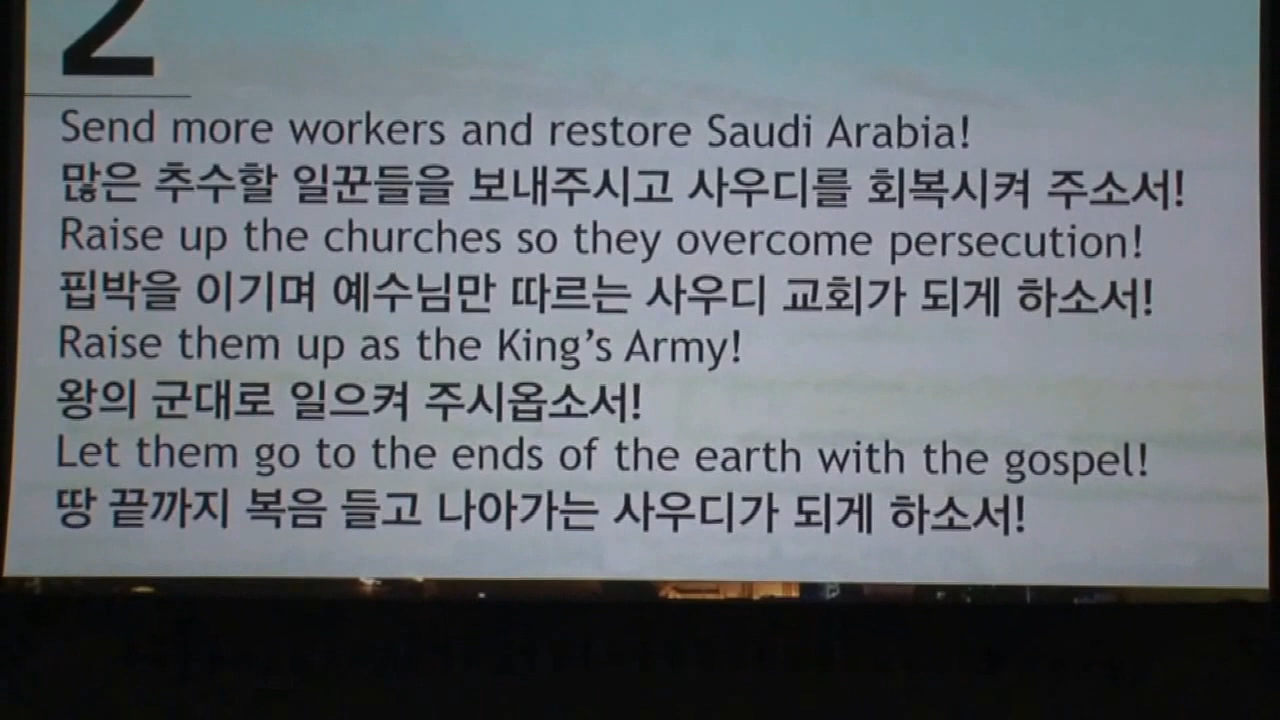 2
Send more workers and restore Saudi Arabia!
많은 추수할 일꾼들을 보내주시고 사우디를 회복시켜 주소서!
Raise up the churches so they overcome persecution!
핍박을 이기며 예수님만 따르는 사우디 교회가 되게 하소서!
Raise them up as the King’s Army!
왕의 군대로 일으켜 주시옵소서!
Let them go to the ends of the earth with the gospel!
땅 끝까지 복음 들고 나아가는 사우디가 되게 하소서!